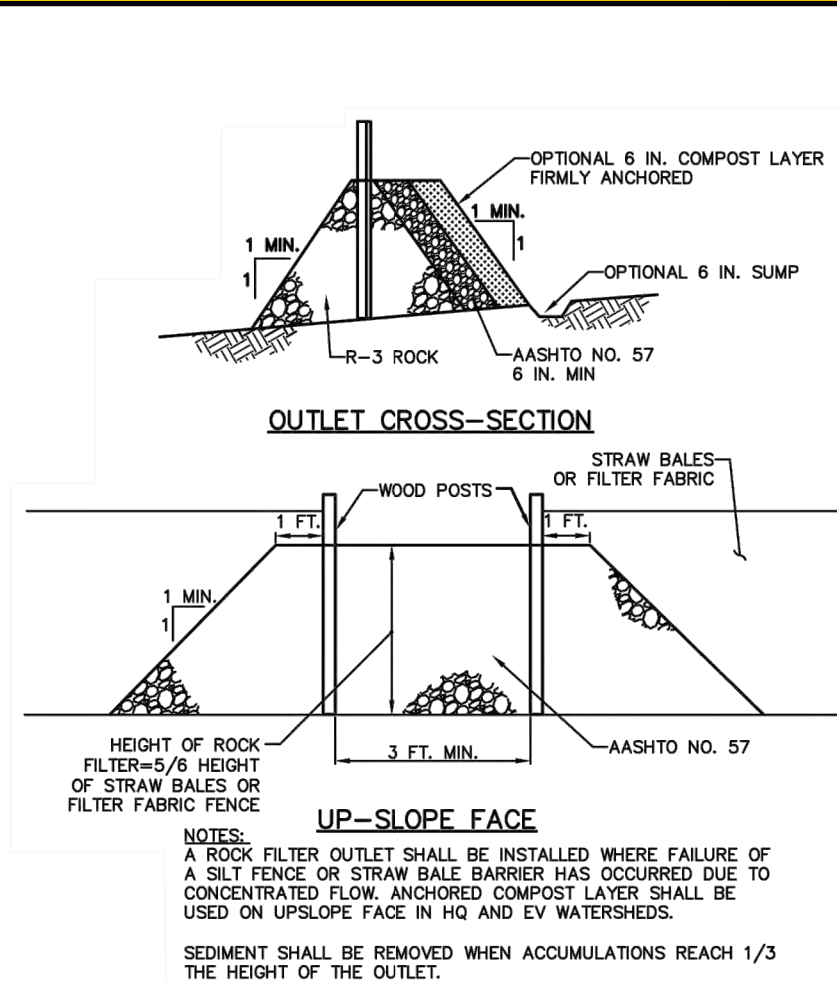 OPTIONAL 6 IN. COMPOST LAYER
FIRMLY ANCHORED
1 MIN.
1
1 MIN.
1
OPTIONAL 6 IN. SUMP
R-3 ROCK
AASHTO NO. 57
6 IN. MIN
OUTLET CROSS-SECTION
STRAW BALES
OR FILTER FABRIC
WOOD POSTS
1 FT.
1 FT.
1 MIN.
1
HEIGHT OF ROCK
FILTER=5/6 HEIGHT
OF STRAW BALES OR
FILTER FABRIC FENCE
3 FT. MIN.
AASHTO NO. 57
UP-SLOPE FACE
NOTES:
A ROCK FILTER OUTLET SHALL BE INSTALLED WHERE FAILURE OF
A SILT FENCE OR STRAW BALE BARRIER HAS OCCURRED DUE TO
CONCENTRATED FLOW. ANCHORED COMPOST LAYER SHALL BE
USED ON UPSLOPE FACE IN HQ AND EV WATERSHEDS.
SEDIMENT SHALL BE REMOVED WHEN ACCUMULATIONS REACH 1/3
THE HEIGHT OF THE OUTLET.